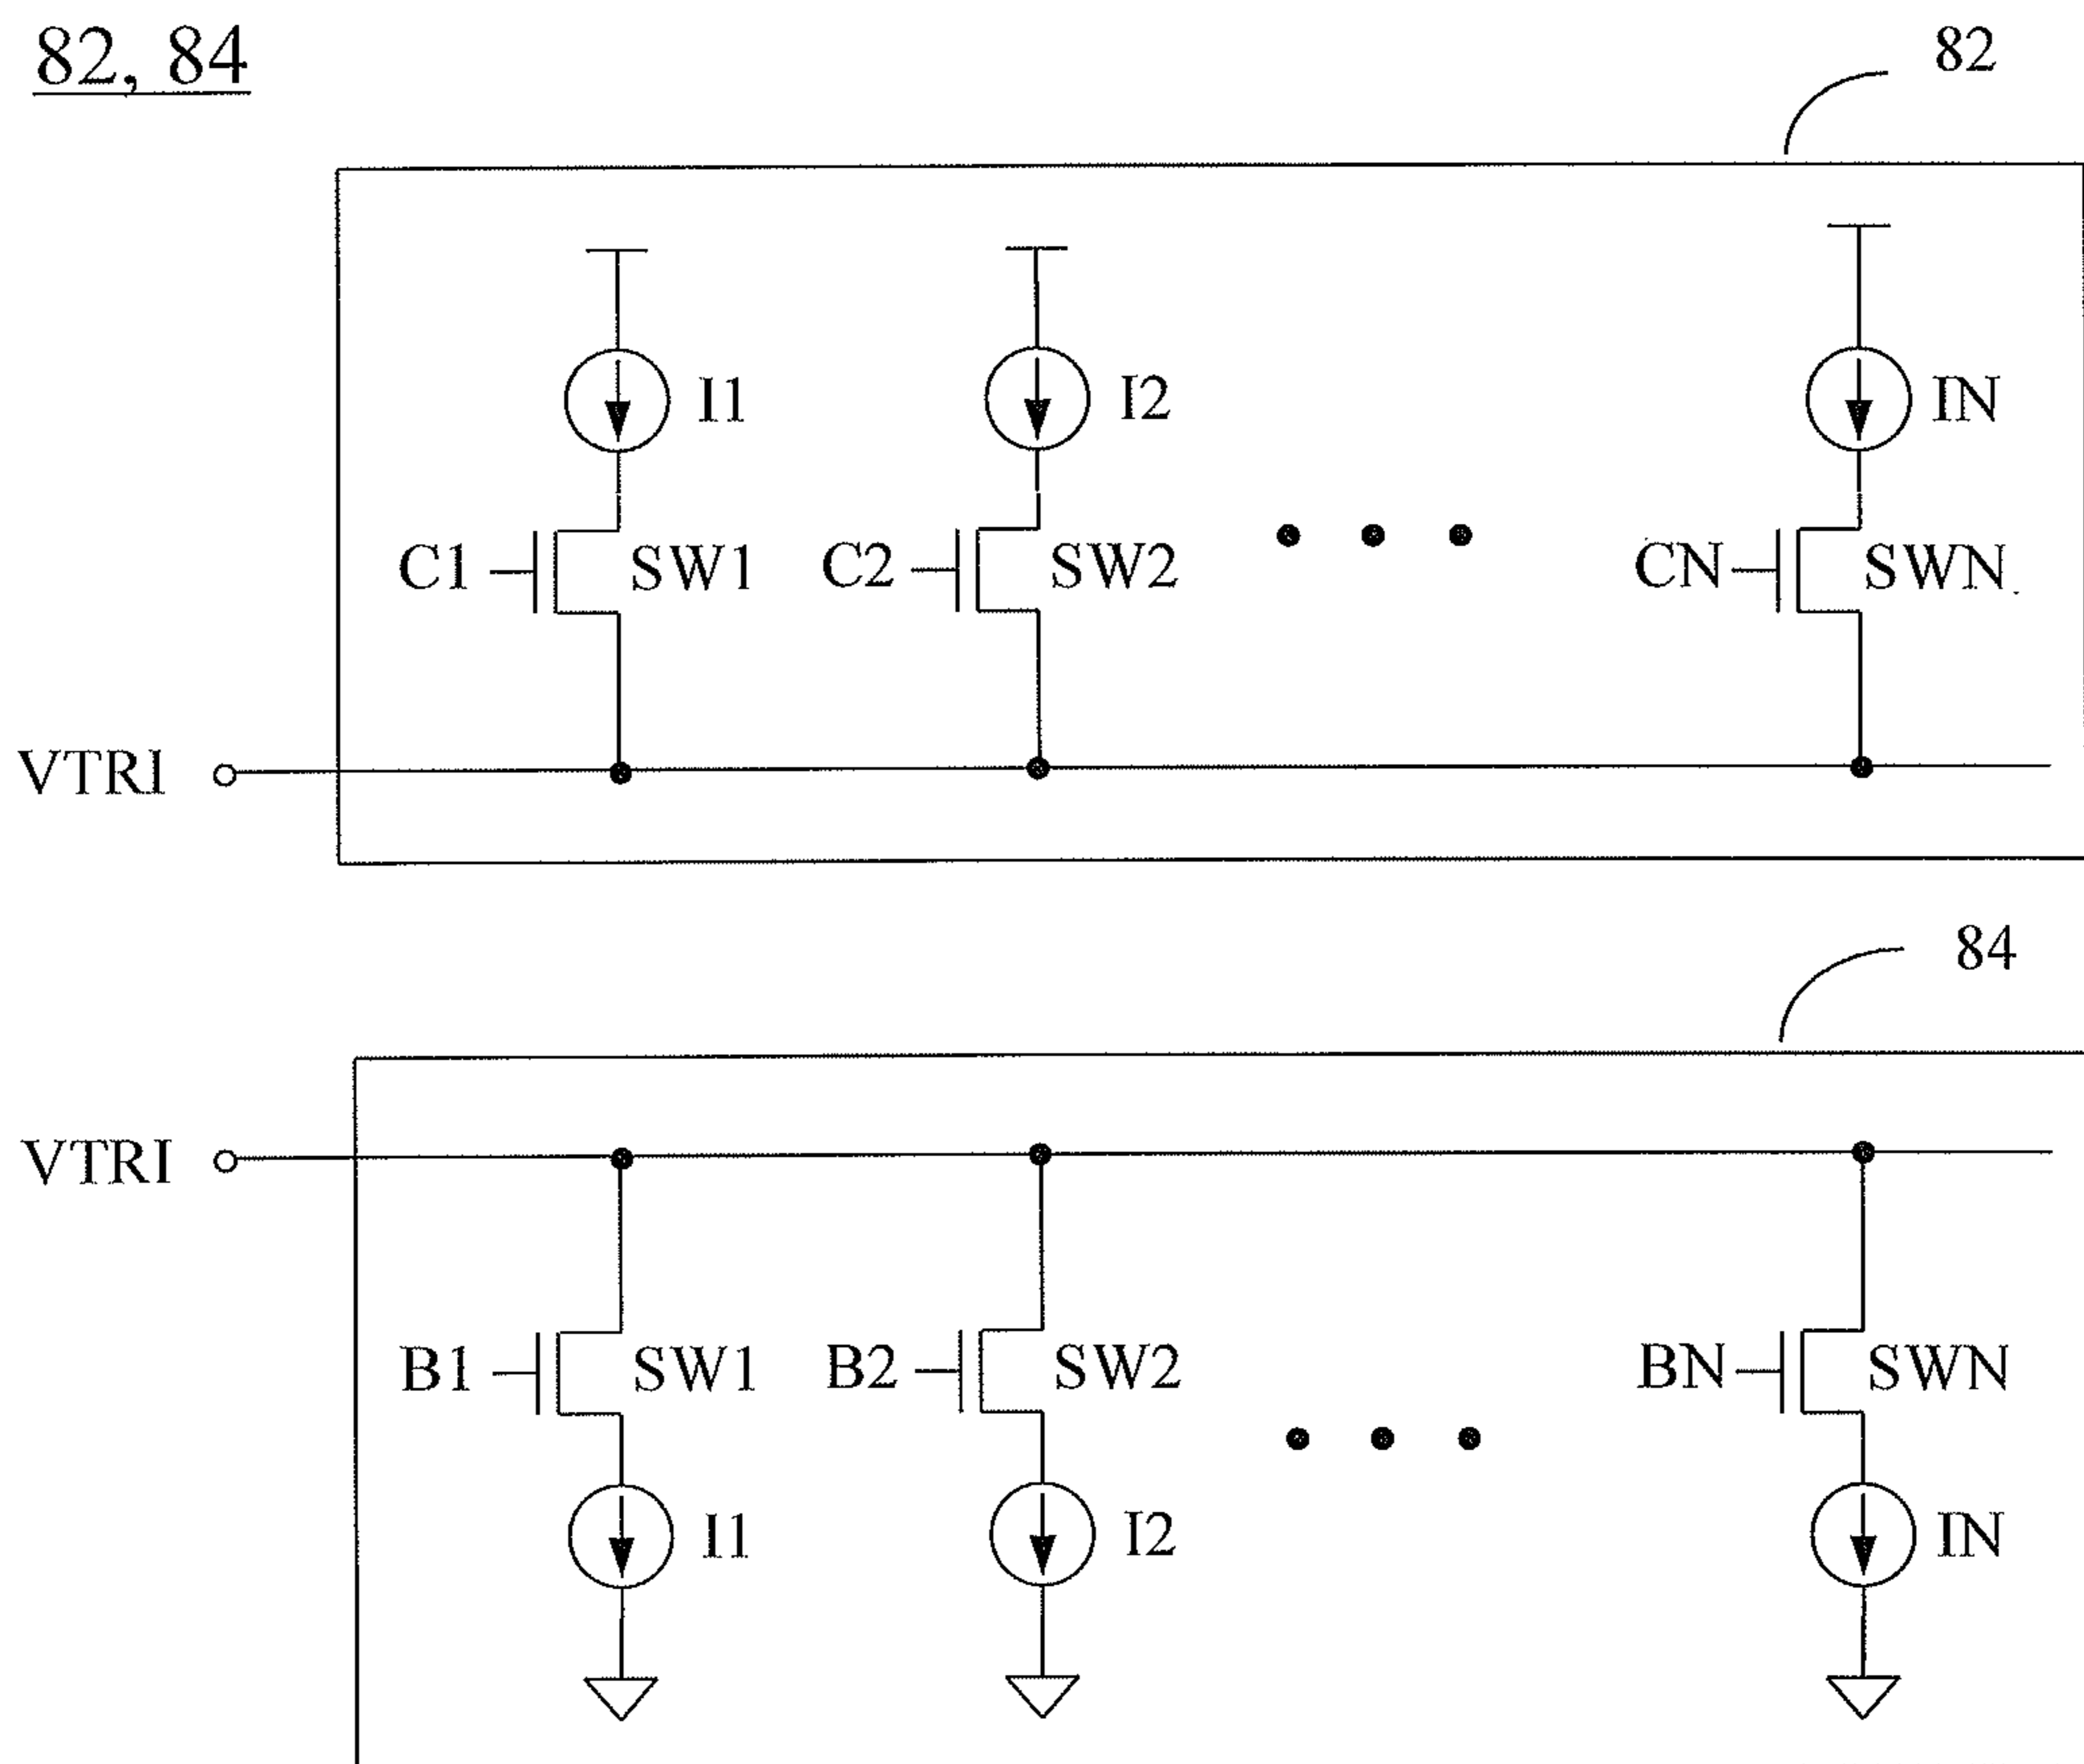 82, 84
82
I1 I2 IN
C1 SW1 C2 SW2 CN SWN
VTRI
84
VTRI
B1 SW1 B2 SW2 BN SWN
I1 I2 IN